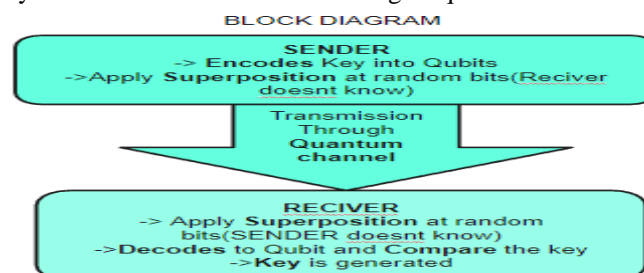 BLOCK DIAGRAM
SENDER
-> Encodes Key into Qubits
->Apply Superposition at random bits(Reciver
doesnt know)
Transmission
Through
Quantum
channel
RECIVER
-> Apply Superposition at random
bits(SENDER doesnt know)
->Decodes to Qubit and Compare the key
->Key is generated